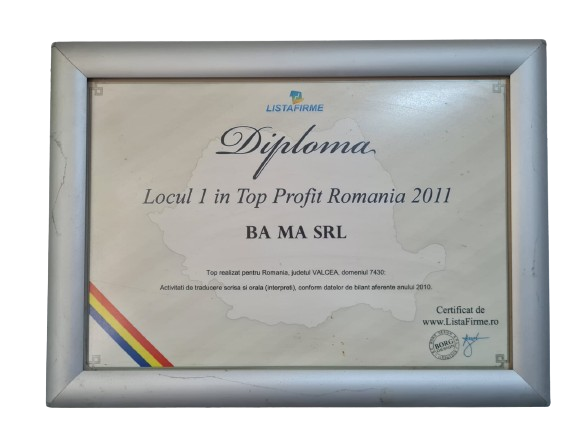 LISTAFIRME
Diploma
Locul 1 in Top Profit Romania 2011
BA MA SRL
Top realizat pentru Romania, judetul VALCEA, domeniul 7430:
Activitati de traducere scrisa si orala (interpreti), conform datelor de bilant aferente anului 2010.
Certificat de
www.ListaFirme.ro
BORG